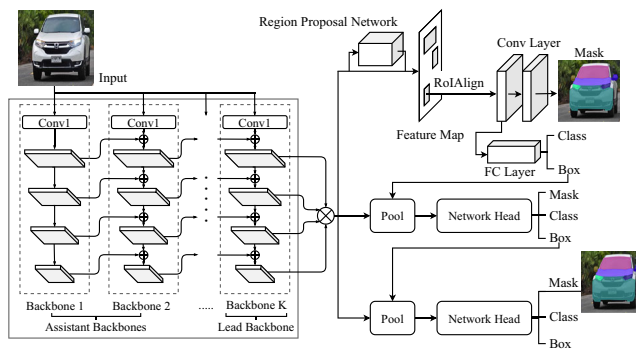 Region Proposal Network
Conv Layer
Mask
Input
RoIAlign
Conv1
Conv1
Conv1
Feature Map
Class
FC Layer
Box
Mask
Pool
Network Head
Class
Box
Mask
Backbone 1
Backbone 2
.....
Backbone K
Pool
Network Head
Class
Assistant Backbones
Lead Backbone
Box